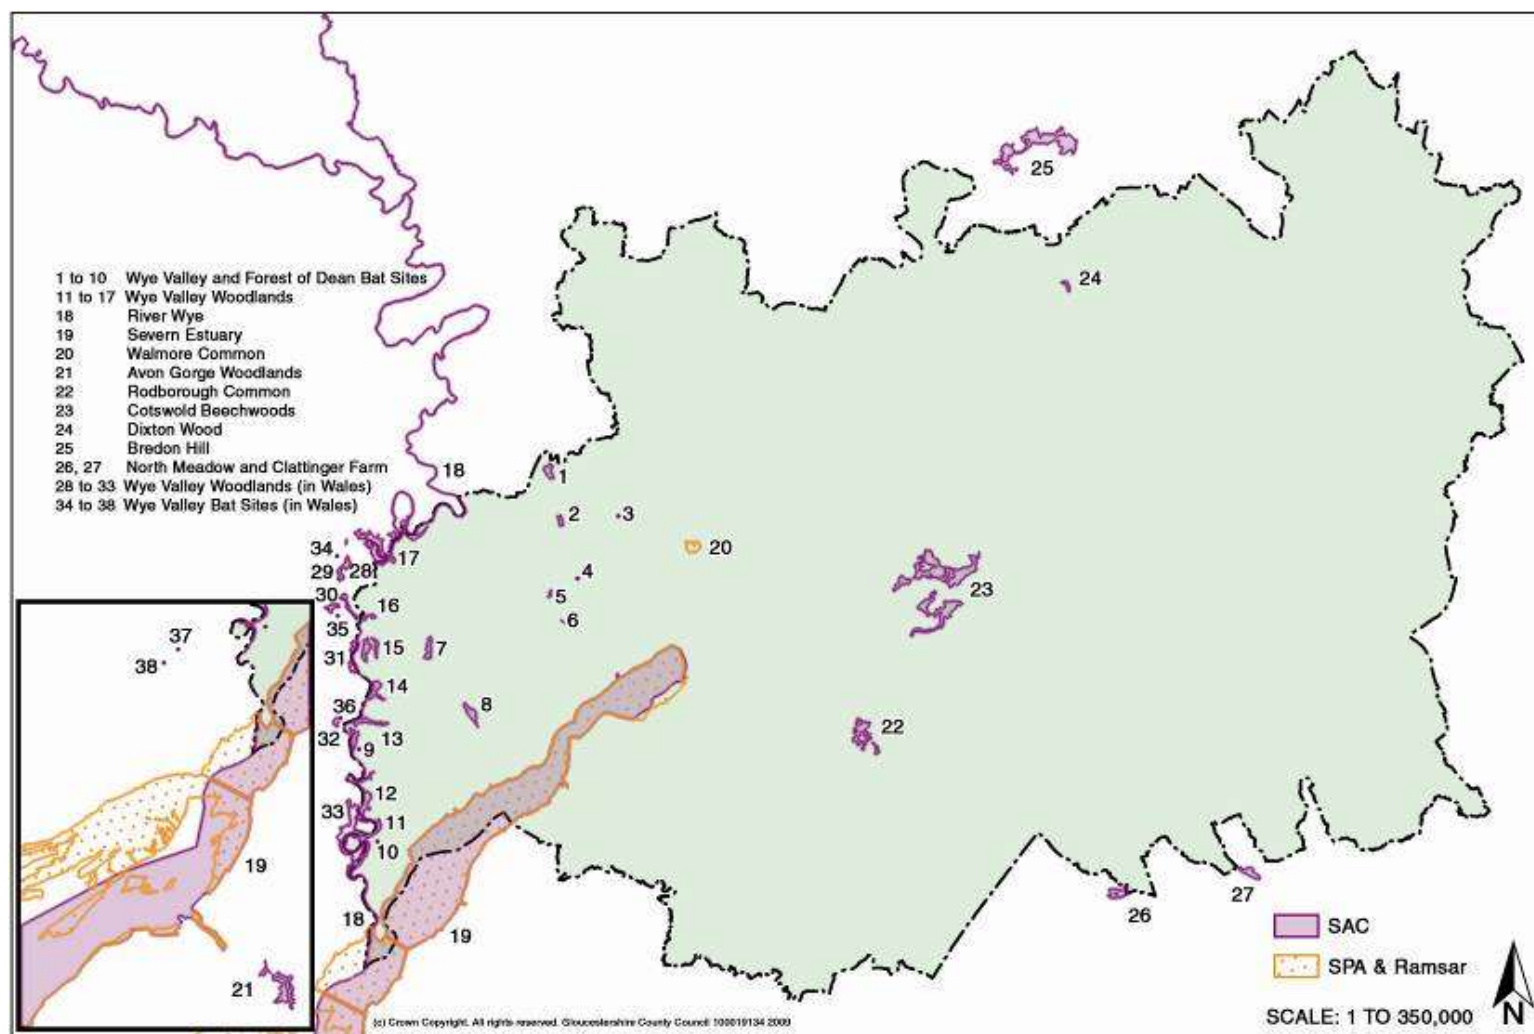 25
24
1 to 10 Wye Valley and Forest of Dean Bat Sites
11 to 17 Wye Valley Woodlands
18 River Wye
19 Severn Estuary
20 Walmore Common
21 Avon Gorge Woodlands
22 Rodborough Common
23 Cotswold Beechwoods
24 Dixton Wood
25 Bredon Hill
26, 27 North Meadow and Clattinger Farm
28 to 33 Wye Valley Woodlands (in Wales)
34 to 38 Wye Valley Bat Sites (in Wales)
18
1
2
3
34
17
20
29
28
4
23
30
5
16
6
35
37
15
7
38
31
14
8
36
22
32
13
9
12
33
11
10
19
27
26
18
19
21
SAC
SPA & Ramsar
SCALE: 1 TO 350,000
N
(c) Crown Copyright. All rights reserved. Gloucestershire County Council 100019134 2009